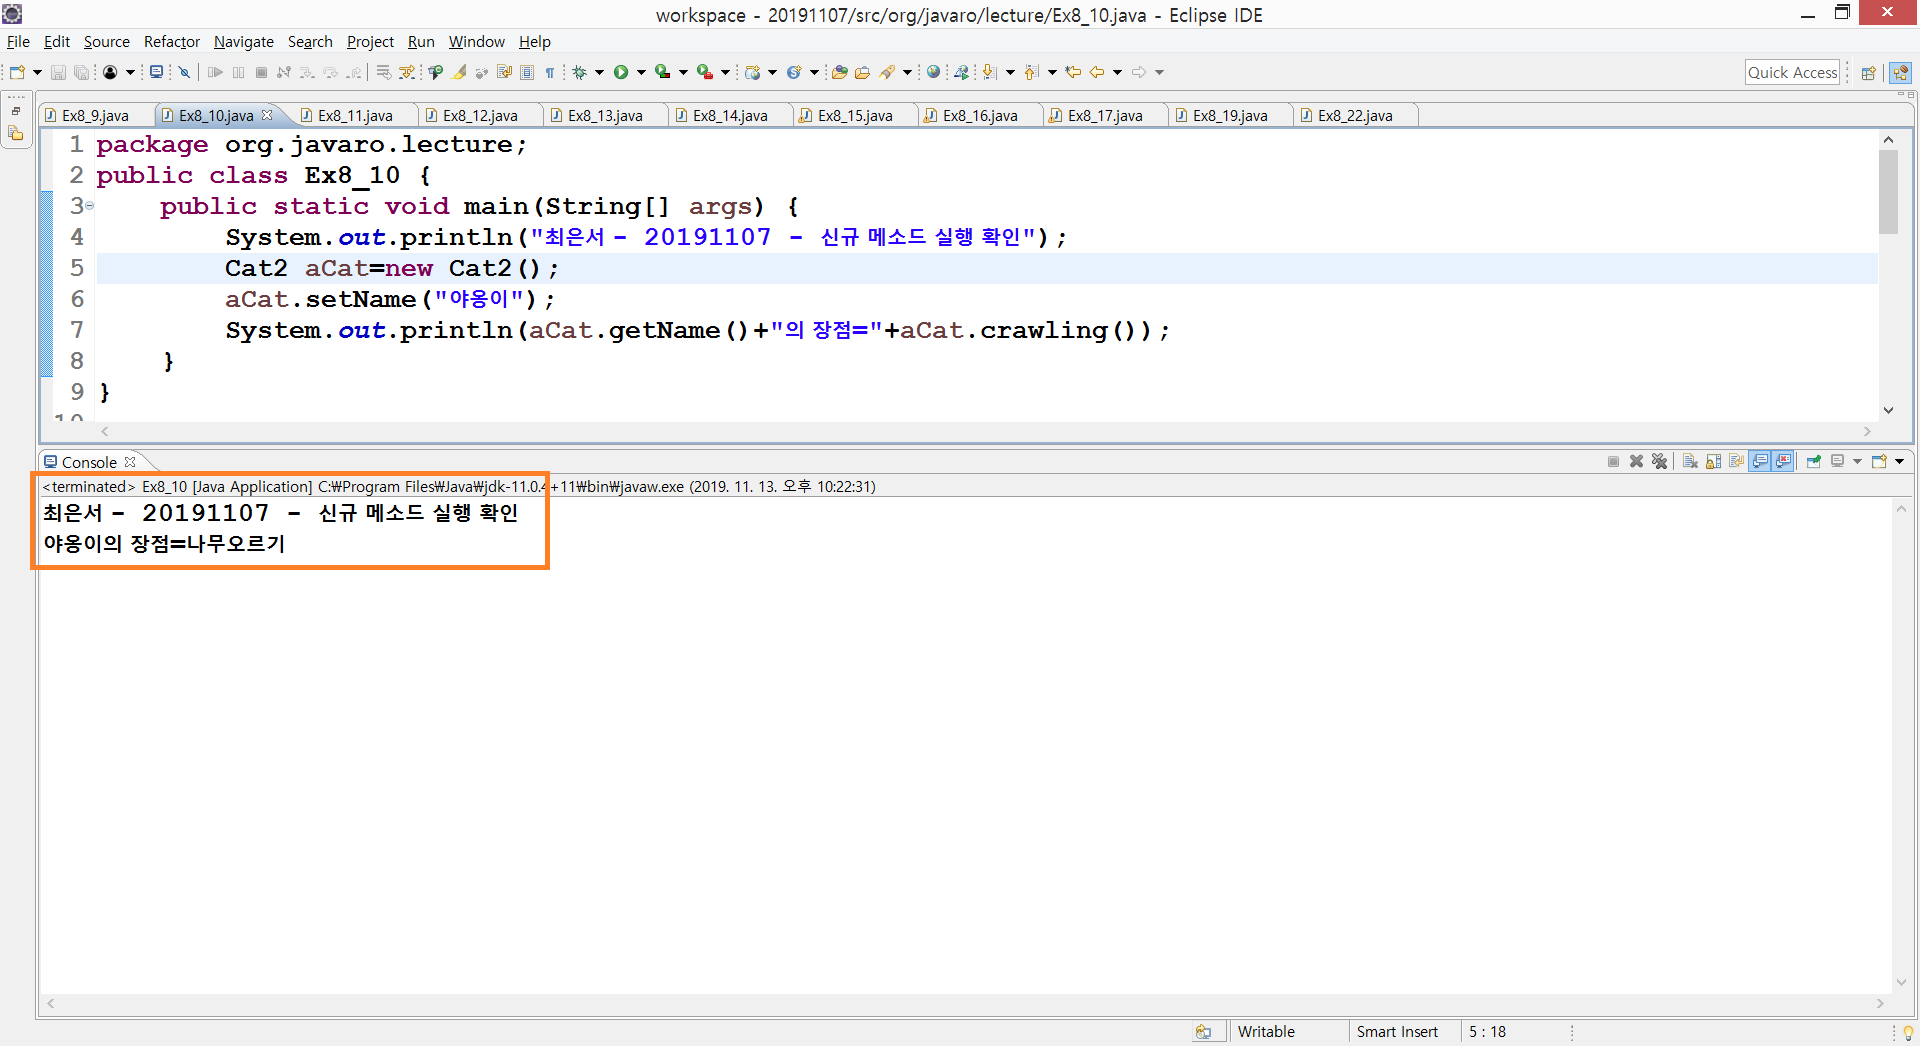 workspace - 20191107/src/org/javaro/lecture/Ex8_10.java - Eclipse IDE
File Edit Source Refactor Navigate Search Project Run Window Help
Quick Access
Ex8_9.java Ex8_10.java Ex8_11.java Ex8_12.java Ex8_13.java Ex8_14.java Ex8_15.java Ex8_16.java Ex8_17.java Ex8_19.java Ex8_22.java
1 package org.javaro.lecture;
2 public class Ex8_10 {
3 public static void main(String[] args) {
4 System.out.println("최은서 - 20191107 - 신규 메소드 실행 확인");
5 Cat2 aCat=new Cat2();
6 aCat.setName("야옹이");
7 System.out.println(aCat.getName()+"의 장점="+aCat.crawling());
8 }
9 }
10
Console
<terminated> Ex8_10 [Java Application] C:₩Program Files₩Java₩jdk-11.0.4+11₩bin₩javaw.exe (2019. 11. 13. 오후 10:22:31)
최은서 - 20191107 - 신규 메소드 실행 확인
야옹이의 장점=나무오르기
Writable Smart Insert 5 : 18